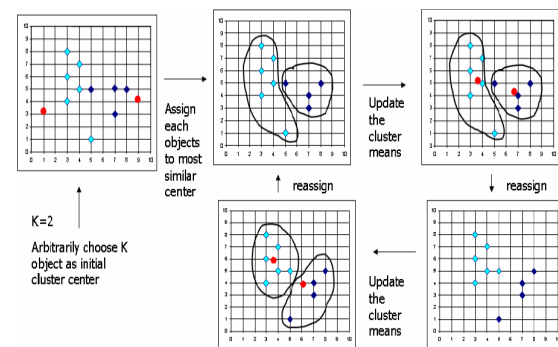 Assign
each
objects
to most
similar
center
Update
the
cluster
means
reassign
reassign
K=2
Arbitrarily choose K
object as initial
cluster center
Update
the
cluster
means